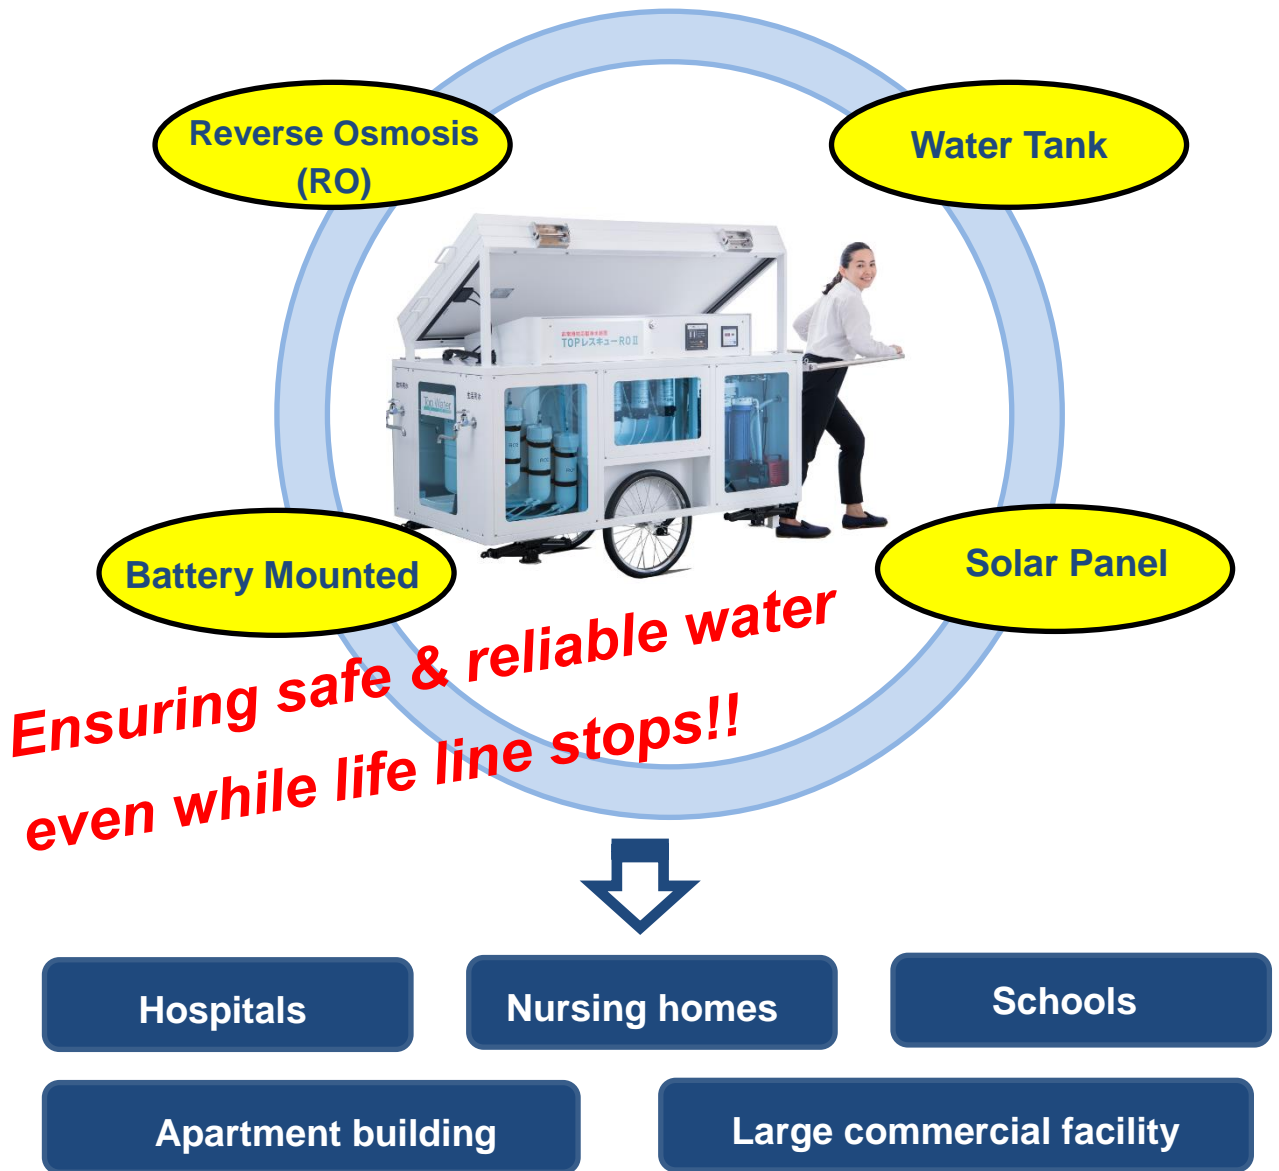 Reverse Osmosis
(RO)
Water Tank
TOPレスキューROⅡ
Top Water
Battery Mounted
Solar Panel
Ensuring safe & reliable water
even while life line stops!!
Hospitals
Nursing homes
Schools
Apartment building
Large commercial facility